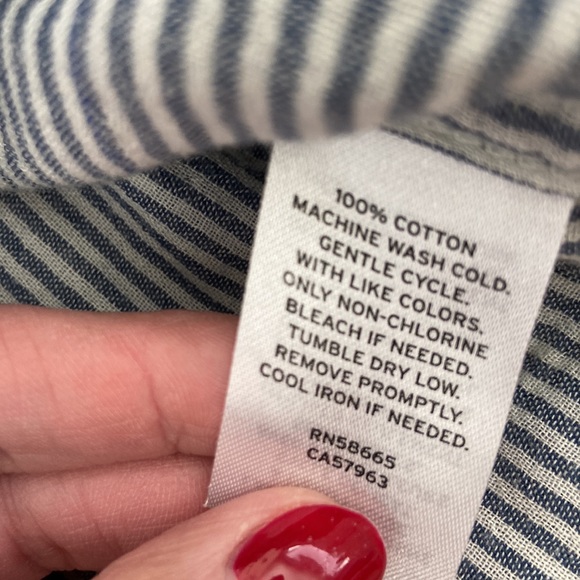 100% COTTON
MACHINE WASH COLD.
GENTLE CYCLE.
WITH LIKE COLORS.
ONLY NON-CHLORINE
BLEACH IF NEEDED.
TUMBLE DRY LOW.
REMOVE PROMPTLY.
COOL IRON IF NEEDED.
RN58665
CA57963